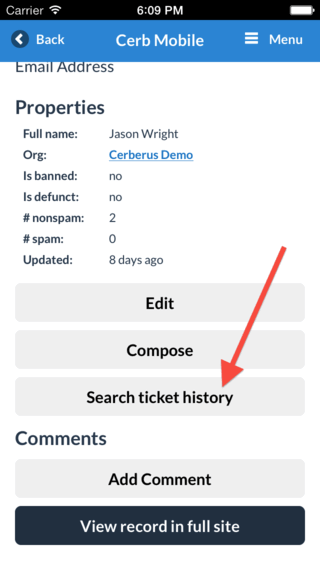 Carrier 6:09 PM
Back Cerb Mobile Menu
Email Address
Properties
Full name: Jason Wright
Org: Cerberus Demo
Is banned: no
Is defunct: no
# nonspam: 2
# spam: 0
Updated: 8 days ago
Edit
Compose
Search ticket history
Comments
Add Comment
View record in full site